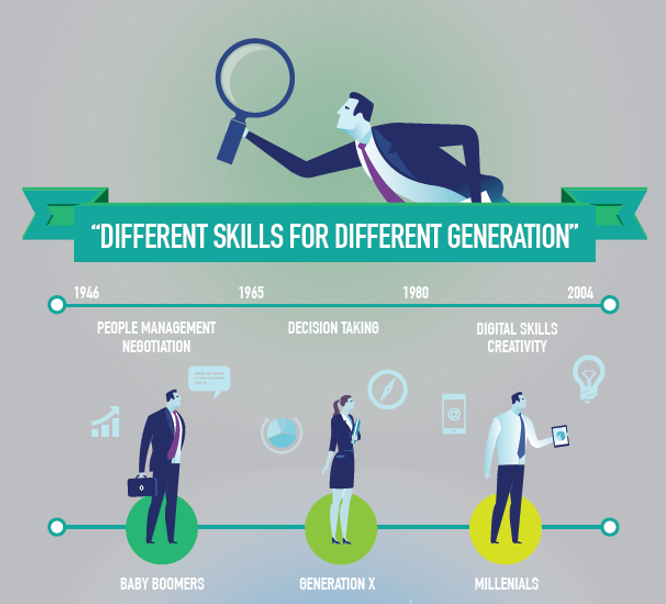 “DIFFERENT SKILLS FOR DIFFERENT GENERATION”
1946 1965 1980 2004
PEOPLE MANAGEMENT
NEGOTIATION
DECISION TAKING
DIGITAL SKILLS
CREATIVITY
@
BABY BOOMERS GENERATION X MILLENIALS